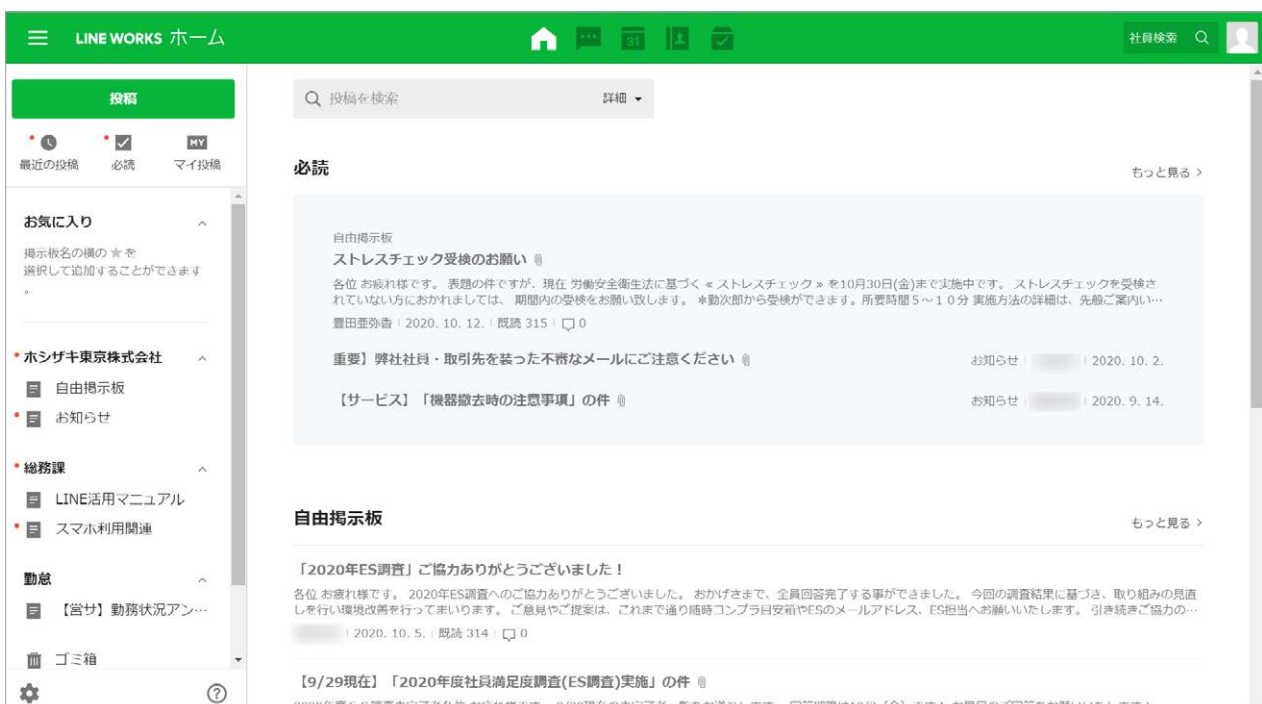 LINE WORKS ホーム
31
社員検索
投稿
最近の投稿
必読
MY
マイ投稿
お気に入り
掲示板名の横の ★ を
選択して追加することができます
。
ホシザキ東京株式会社
自由掲示板
お知らせ
総務課
LINE活用マニュアル
スマホ利用関連
勤怠
【営サ】勤務状況アン…
ゴミ箱
投稿を検索
詳細
必読
もっと見る
自由掲示板
ストレスチェック受検のお願い
各位 お疲れ様です。 表題の件ですが、現在 労働安全衛生法に基づく « ストレスチェック » を10月30日(金)まで実施中です。 ストレスチェックを受検さ
れていない方におかれましては、 期間内の受検をお願い致します。 *勤次郎から受検ができます。所要時間５～１０分 実施方法の詳細は、先般ご案内い…
豊田亜弥香 2020. 10. 12. 既読 315 0
重要】弊社社員・取引先を装った不審なメールにご注意ください お知らせ 2020. 10. 2.
【サービス】「機器撤去時の注意事項」の件 お知らせ 2020. 9. 14.
自由掲示板
もっと見る
「2020年ES調査」ご協力ありがとうございました！
各位 お疲れ様です。 2020年ES調査へのご協力ありがとうございました。 おかげさまで、全員回答完了する事ができました。 今回の調査結果に基づき、取り組みの見直
しを行い環境改善を行ってまいります。 ご意見やご提案は、これまで通り随時コンプラ目安箱やESのメールアドレス、ES担当へお願いいたします。 引き続きご協力の…
2020. 10. 5. 既読 314 0
【9/29現在】「2020年度社員満足度調査(ES調査)実施」の件